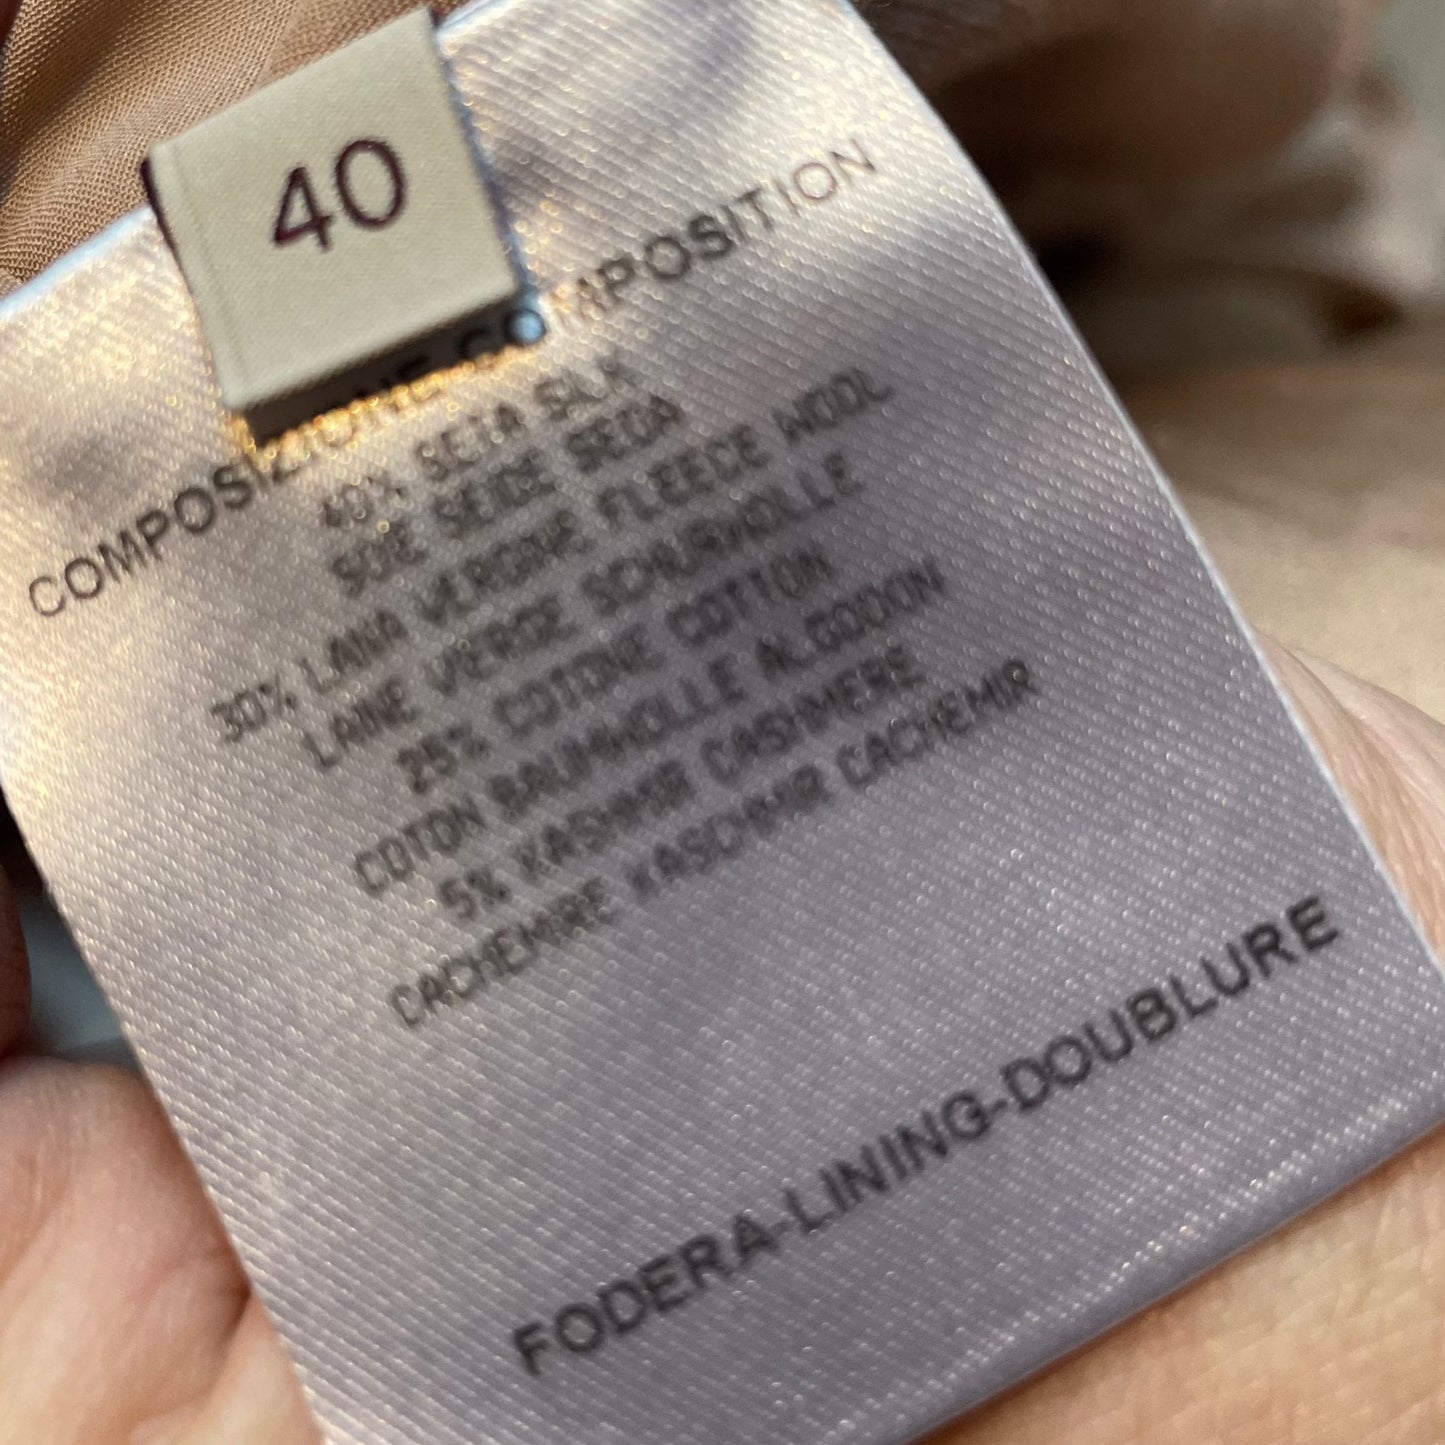 40
COMPOSIZIONE COMPOSITION
40% SETA SILK
SOIE SEIDE SEDA
30% LANA VERGINE FLEECE WOOL
LAINE VIERGE SCHURWOLLE
25% COTONE COTTON
COTON BAUMWOLLE ALGODON
5% KASHMIR CASHMERE
CACHEMIRE KASCHMIR CACHEMIR
FODERA-LINING-DOUBLURE